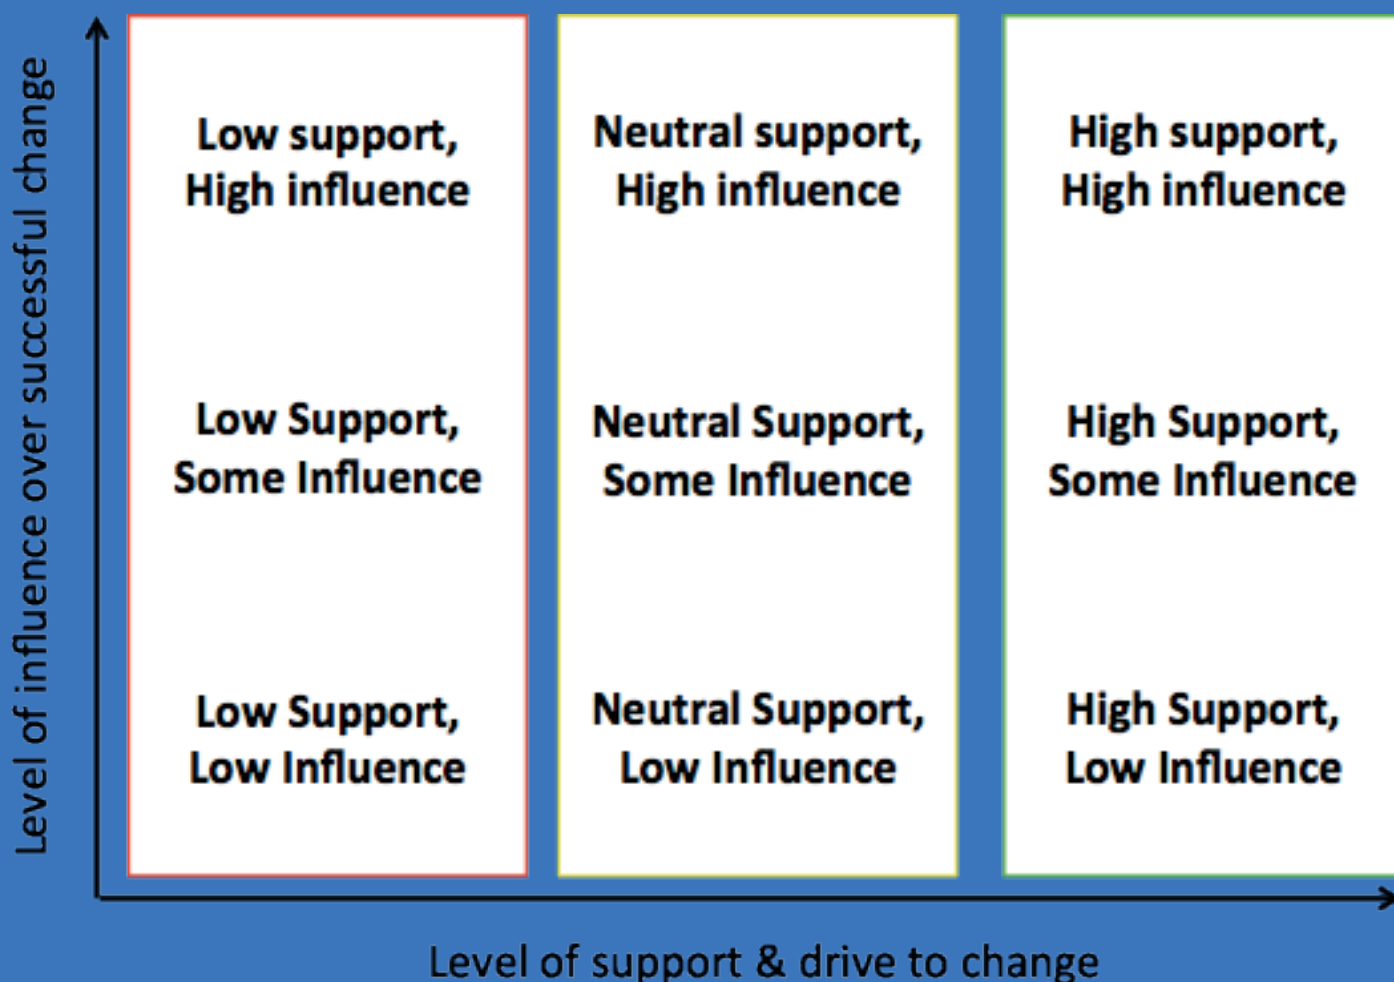 Level of influence over successful change
Low support,
High influence
Neutral support,
High influence
High support,
High influence
Low Support,
Some Influence
Neutral Support,
Some Influence
High Support,
Some Influence
Low Support,
Low Influence
Neutral Support,
Low Influence
High Support,
Low Influence
Level of support & drive to change